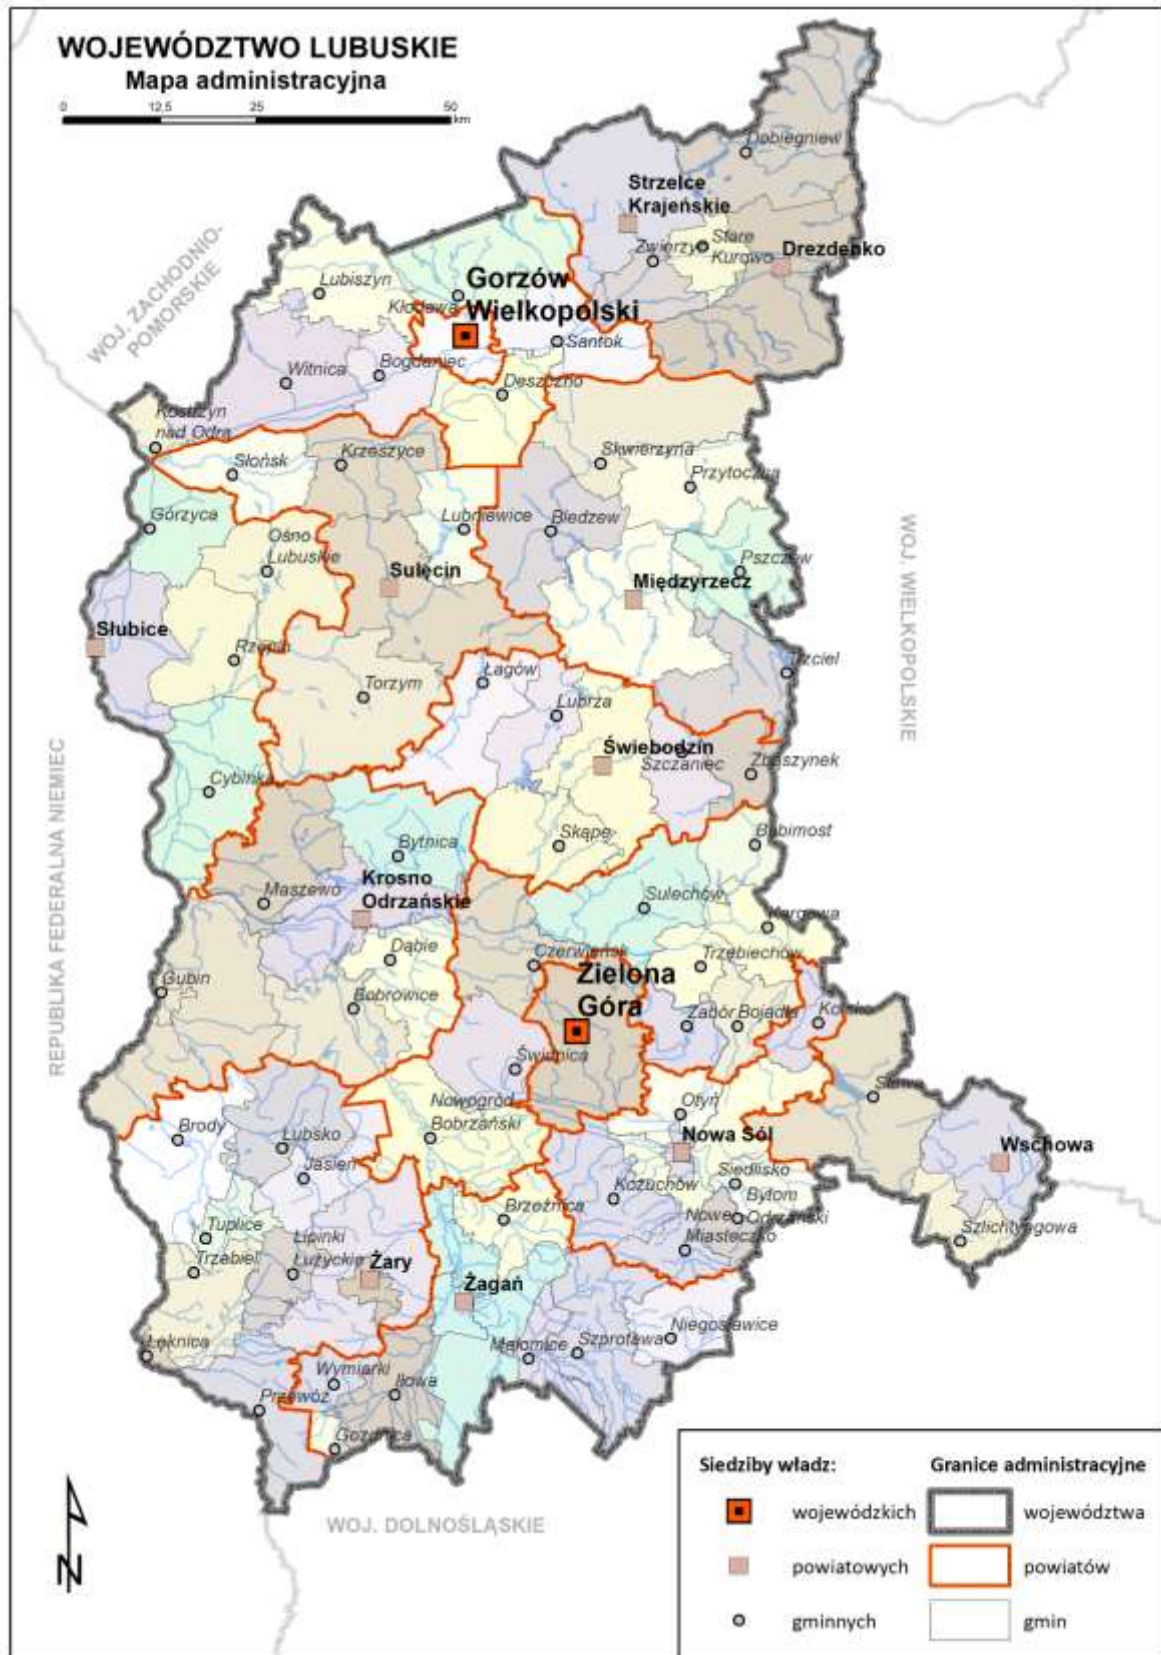 WOJEWÓDZTWO LUBUSKIE
Mapa administracyjna
0 12,5 25 50
km
WOJ. ZACHODNIO-
POMORSKIE
Dobiegniew
Strzelce
Krajeńskie
Stare
Kurowo
Zwierzyn
Drezdenko
Lubiszyn
Kłodawa
Gorzów
Wielkopolski
Santok
Witnica
Bogdaniec
Deszczno
Kostrzyn
nad Odrą
Słońsk
Krzeszyce
Skwierzyna
Przytoczna
Górzyca
Ośno
Lubuskie
Lubniewice
Bledzew
Pszczew
Sulęcin
Międzyrzecz
WOJ. WIELKOPOLSKIE
Słubice
Rzepin
Torzym
Łagów
Trzciel
Lubrza
Świebodzin
Szczaniec
Zbąszynek
Cybinka
REPUBLIKA FEDERALNA NIEMIEC
Bytnica
Skąpe
Babimost
Maszewo
Krosno
Odrzańskie
Sulechów
Kargowa
Dąbie
Czerwieńsk
Trzebiechów
Gubin
Bobrowice
Zielona
Góra
Zabór
Bojadła
Kolsko
Świdnica
Sława
Nowogród
Bobrzański
Otyń
Brody
Lubsko
Nowa Sól
Wschowa
Jasień
Siedlisko
Kożuchów
Bytom
Odrzański
Brzeźnica
Nowe
Miasteczko
Szlichtyngowa
Tuplice
Trzebiel
Lipinki
Łużyckie
Żary
Żagań
Niegosławice
Łęknica
Małomice
Szprotawa
Wymiarki
Iłowa
Przewóz
Gozdnica
WOJ. DOLNOŚLĄSKIE
N
Siedziby władz:
wojewódzkich
powiatowych
gminnych
Granice administracyjne
województwa
powiatów
gmin